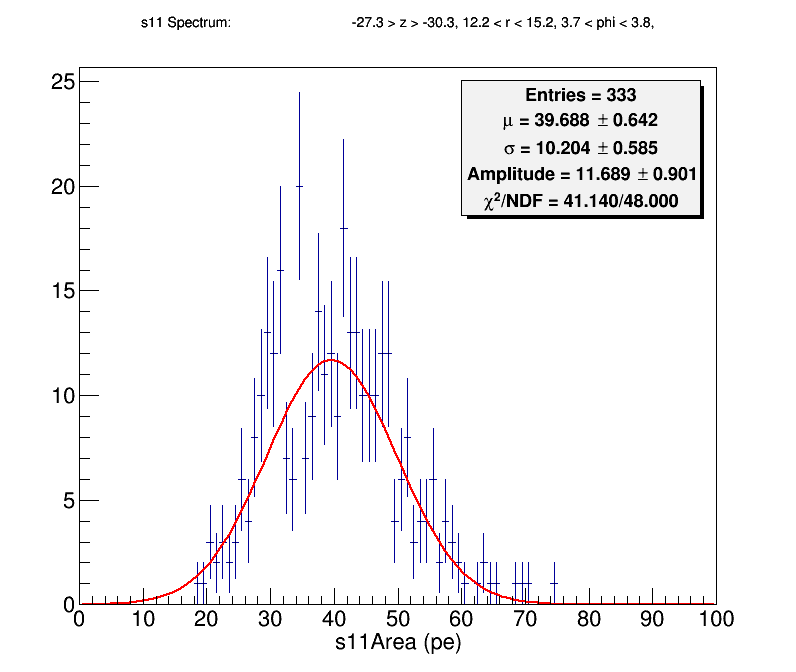 s11 Spectrum: -27.3 > z > -30.3, 12.2 < r < 15.2, 3.7 < phi < 3.8,
25
Entries = 333
μ = 39.688 ± 0.642
σ = 10.204 ± 0.585
Amplitude = 11.689 ± 0.901
χ²/NDF = 41.140/48.000
20
15
10
5
0
0 10 20 30 40 50 60 70 80 90 100
s11Area (pe)